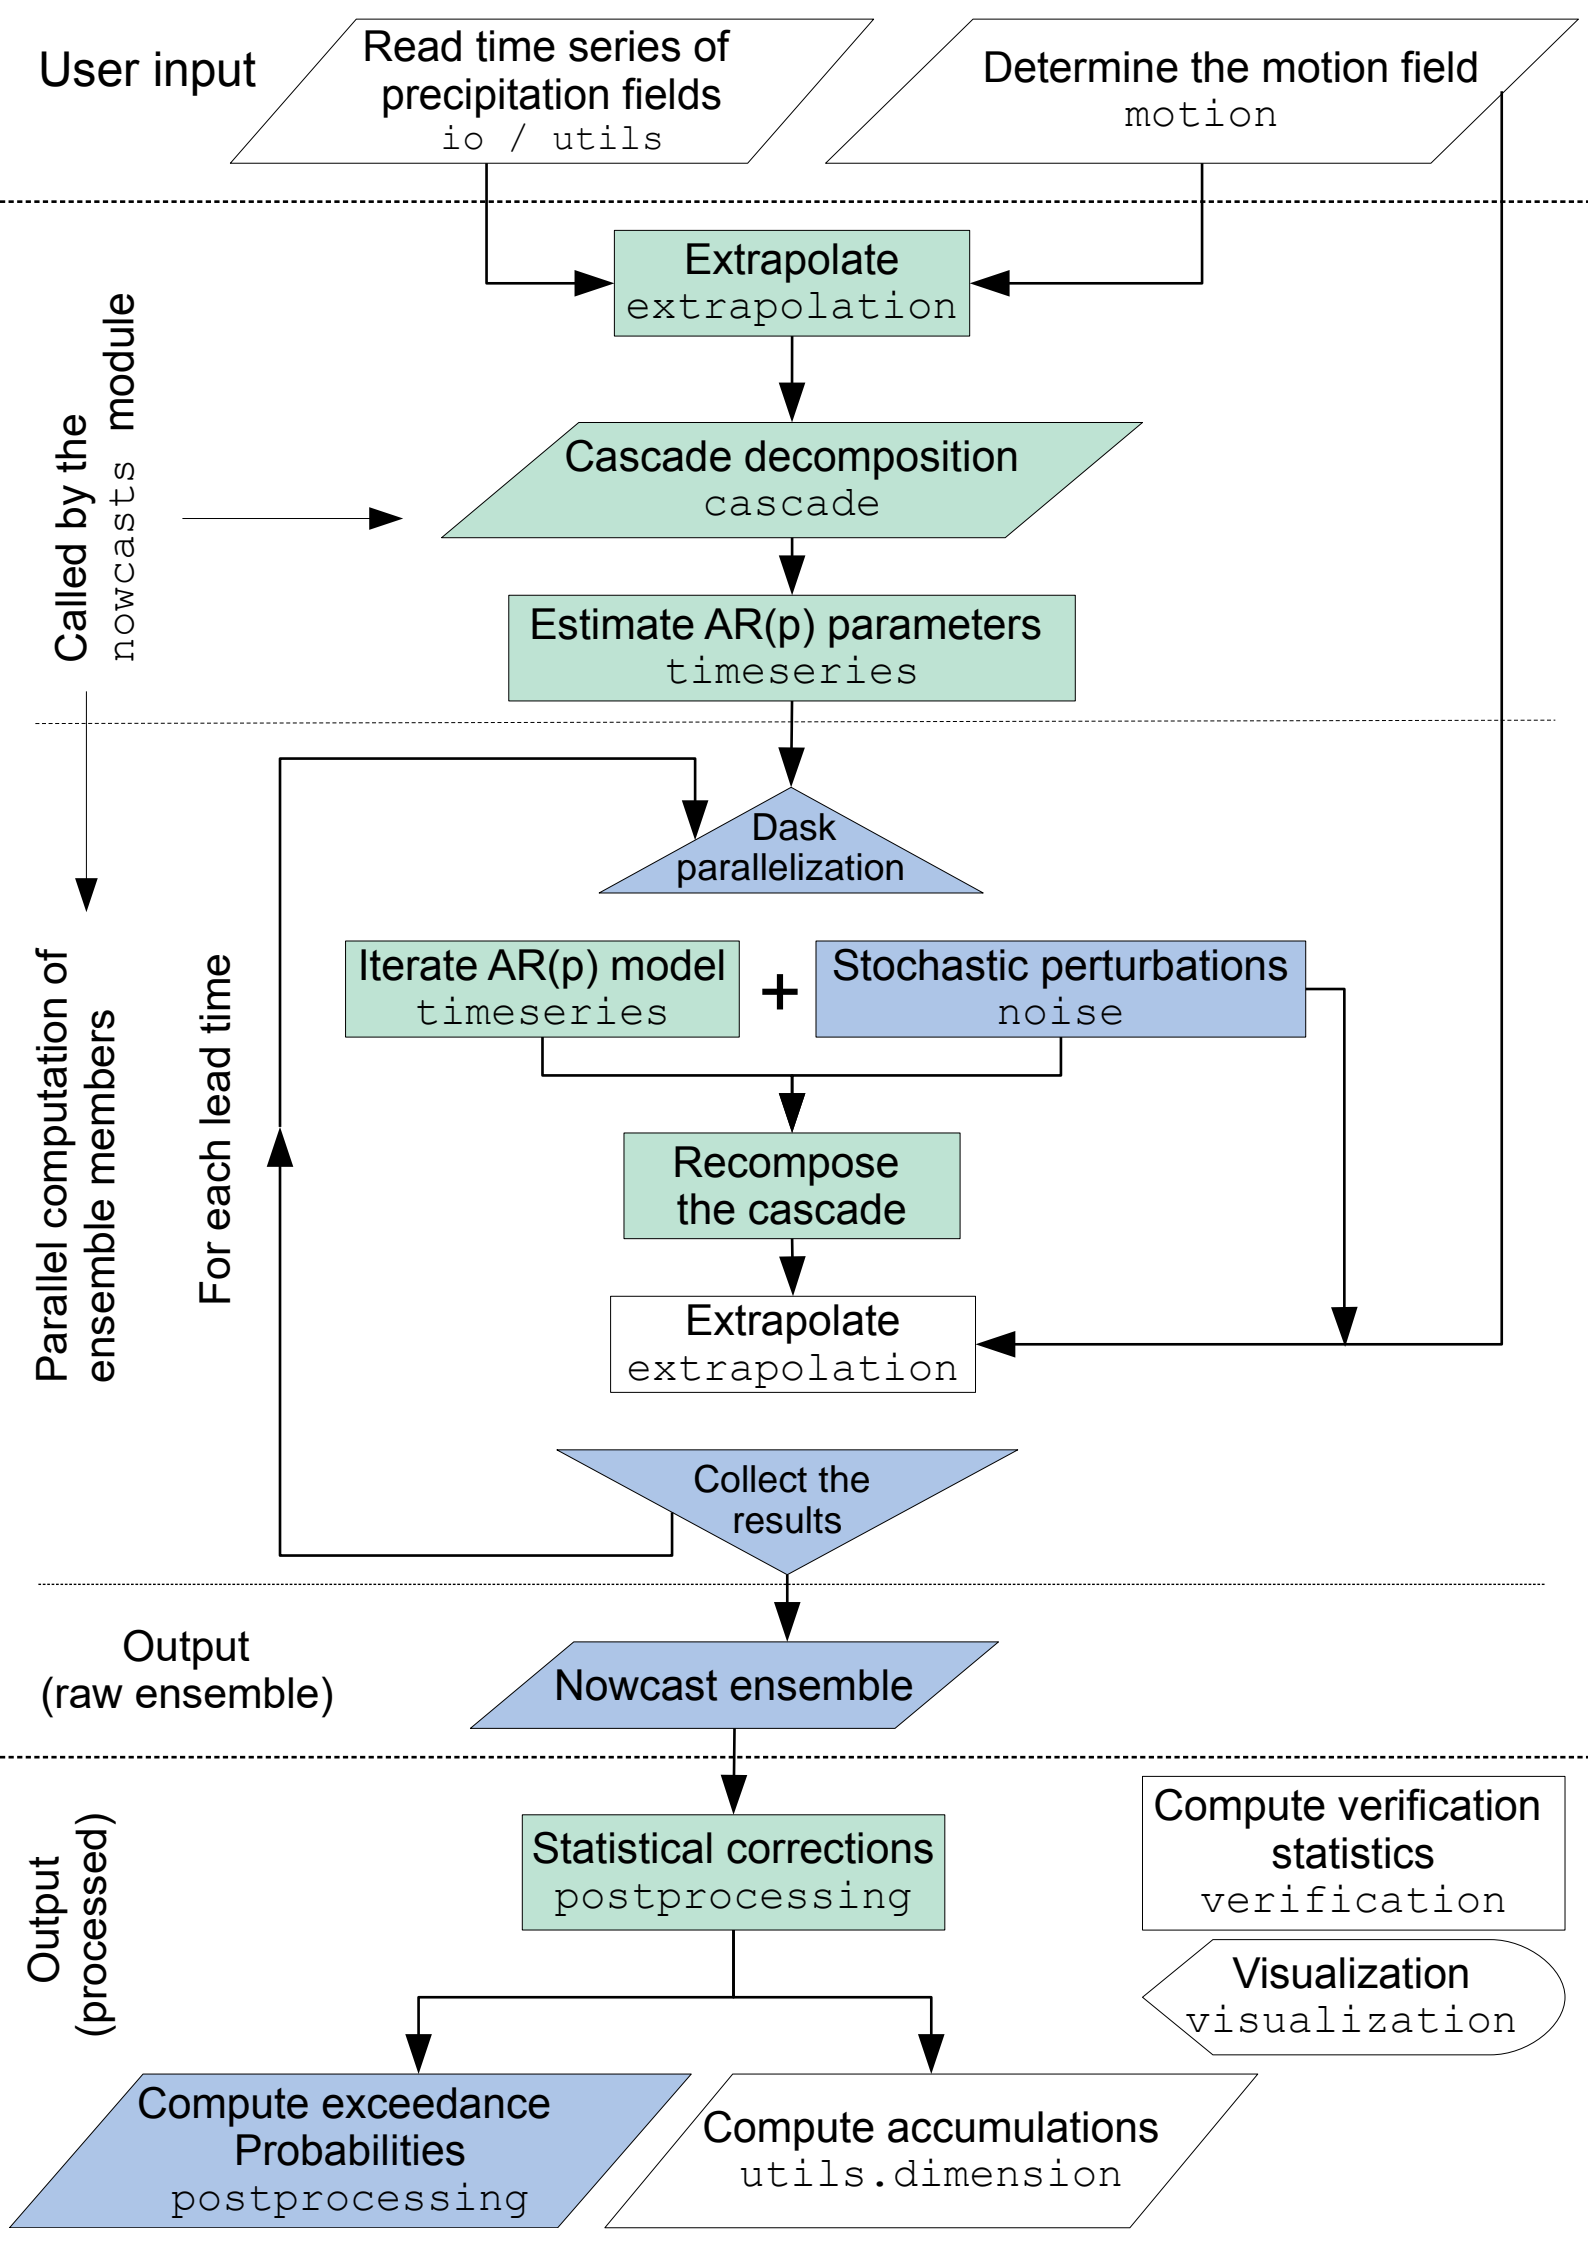 User input
Read time series of
precipitation fields
io / utils
Determine the motion field
motion
Extrapolate
extrapolation
Called by the
nowcasts module
Cascade decomposition
cascade
Estimate AR(p) parameters
timeseries
Dask
parallelization
Parallel computation of
ensemble members
For each lead time
Iterate AR(p) model
timeseries
+
Stochastic perturbations
noise
Recompose
the cascade
Extrapolate
extrapolation
Collect the
results
Output
(raw ensemble)
Nowcast ensemble
Output
(processed)
Statistical corrections
postprocessing
Compute verification
statistics
verification
Visualization
visualization
Compute exceedance
Probabilities
postprocessing
Compute accumulations
utils.dimension